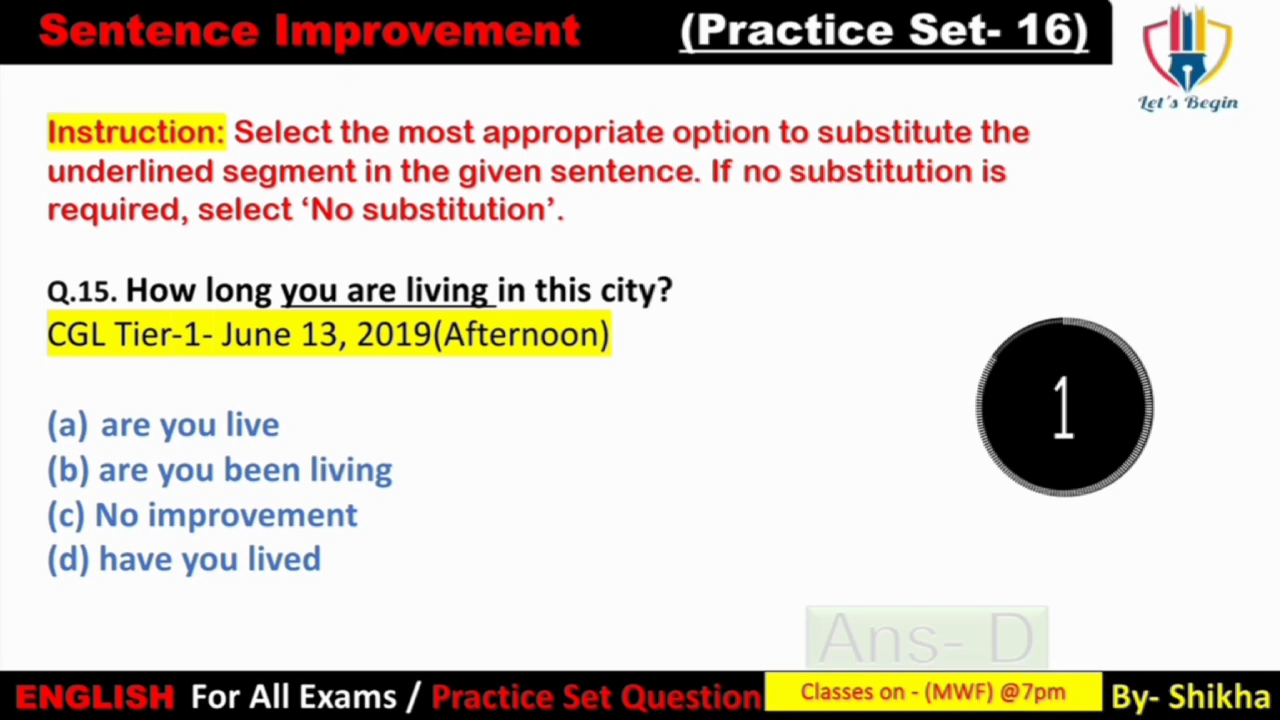 Sentence Improvement (Practice Set- 16)
Let's Begin
Instruction: Select the most appropriate option to substitute the
underlined segment in the given sentence. If no substitution is
required, select ‘No substitution’.
Q.15. How long you are living in this city?
CGL Tier-1- June 13, 2019(Afternoon)
1
(a) are you live
(b) are you been living
(c) No improvement
(d) have you lived
Ans- D
ENGLISH For All Exams / Practice Set Question Classes on - (MWF) @7pm By- Shikha